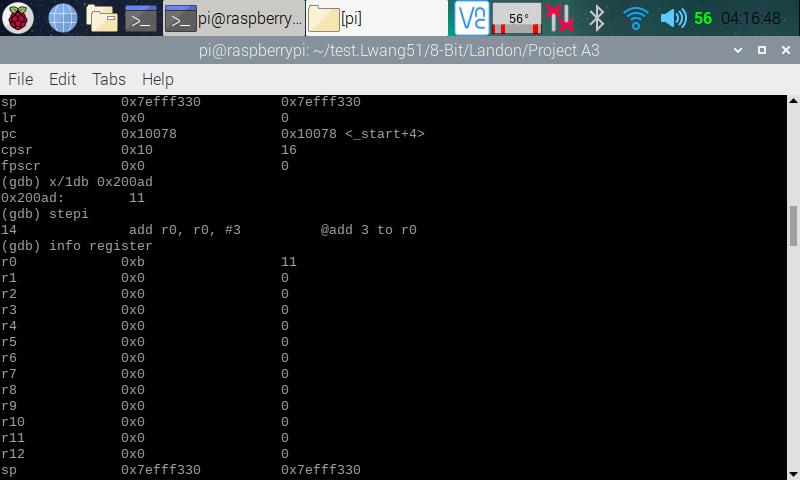 pi@raspberry... [pi] 56° 56 04:16:48
pi@raspberrypi: ~/test.Lwang51/8-Bit/Landon/Project A3
File Edit Tabs Help
sp 0x7efff330 0x7efff330
lr 0x0 0
pc 0x10078 0x10078 <_start+4>
cpsr 0x10 16
fpscr 0x0 0
(gdb) x/1db 0x200ad
0x200ad: 11
(gdb) stepi
14 add r0, r0, #3 @add 3 to r0
(gdb) info register
r0 0xb 11
r1 0x0 0
r2 0x0 0
r3 0x0 0
r4 0x0 0
r5 0x0 0
r6 0x0 0
r7 0x0 0
r8 0x0 0
r9 0x0 0
r10 0x0 0
r11 0x0 0
r12 0x0 0
sp 0x7efff330 0x7efff330